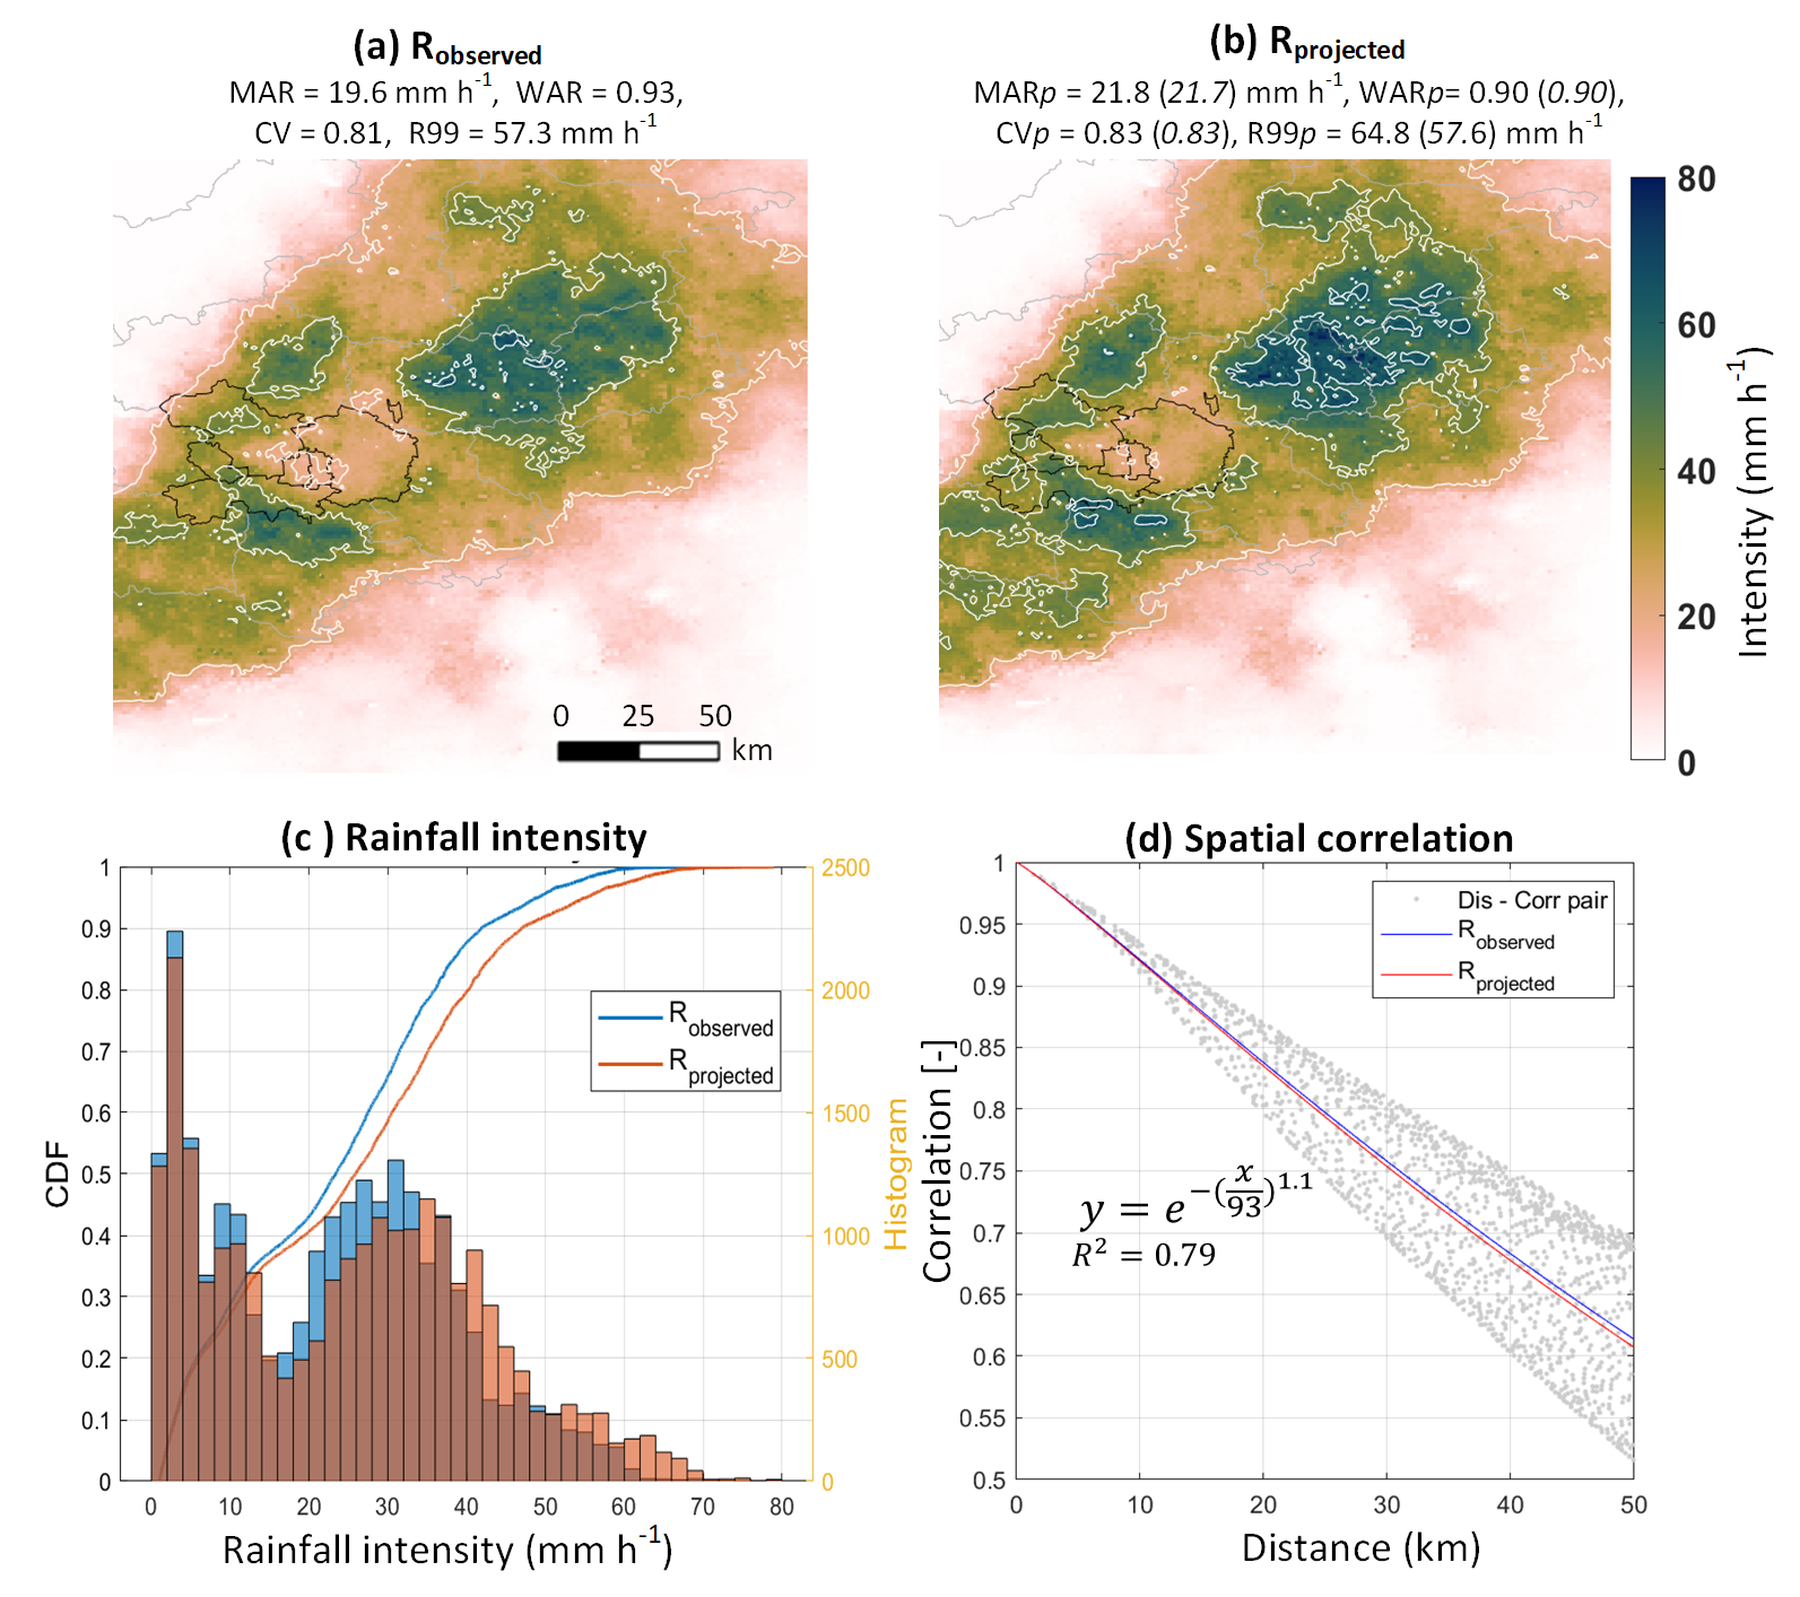 (a) Robserved
MAR = 19.6 mm h-1, WAR = 0.93,
CV = 0.81, R99 = 57.3 mm h-1
(b) Rprojected
MARp = 21.8 (21.7) mm h-1, WARp= 0.90 (0.90),
CVp = 0.83 (0.83), R99p = 64.8 (57.6) mm h-1
0 25 50
km
80
60
40
20
0
Intensity (mm h-1)
(c ) Rainfall intensity
1
0.9
0.8
0.7
0.6
0.5
0.4
0.3
0.2
0.1
0
CDF
Robserved
Rprojected
2500
2000
1500
1000
500
0
Histogram
0 10 20 30 40 50 60 70 80
Rainfall intensity (mm h-1)
(d) Spatial correlation
1
0.95
0.9
0.85
0.8
0.75
0.7
0.65
0.6
0.55
0.5
Correlation [-]
Dis - Corr pair
Robserved
Rprojected
y = e−(x/93)1.1
R2 = 0.79
0 10 20 30 40 50
Distance (km)